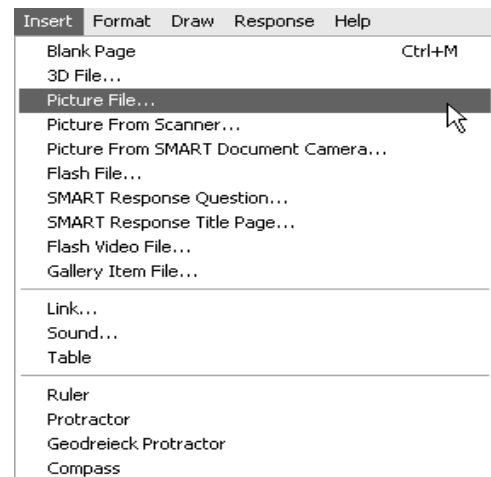 Insert Format Draw Response Help
Blank Page Ctrl+M
3D File...
Picture File...
Picture From Scanner...
Picture From SMART Document Camera...
Flash File...
SMART Response Question...
SMART Response Title Page...
Flash Video File...
Gallery Item File...
Link...
Sound...
Table
Ruler
Protractor
Geodreieck Protractor
Compass